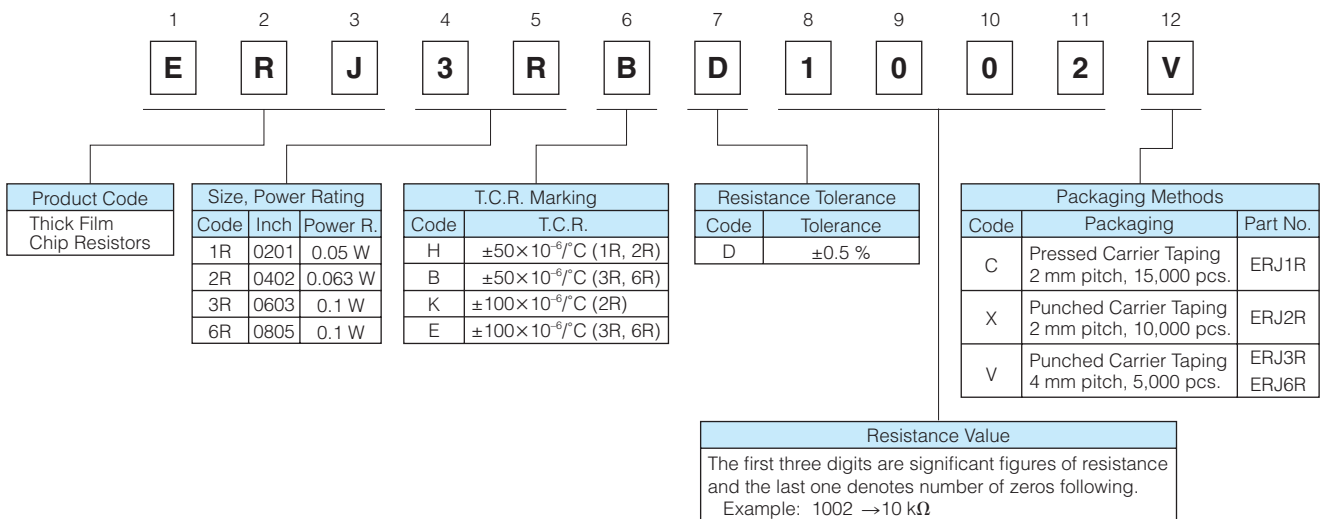 1 2 3 4 5 6 7 8 9 10 11 12
E R J 3 R B D 1 0 0 2 V
Product Code
Thick Film
Chip Resistors
Size, Power Rating
Code Inch Power R.
1R 0201 0.05 W
2R 0402 0.063 W
3R 0603 0.1 W
6R 0805 0.1 W
T.C.R. Marking
Code T.C.R.
H ±50×10⁻⁶/°C (1R, 2R)
B ±50×10⁻⁶/°C (3R, 6R)
K ±100×10⁻⁶/°C (2R)
E ±100×10⁻⁶/°C (3R, 6R)
Resistance Tolerance
Code Tolerance
D ±0.5 %
Packaging Methods
Code Packaging Part No.
C Pressed Carrier Taping
2 mm pitch, 15,000 pcs. ERJ1R
X Punched Carrier Taping
2 mm pitch, 10,000 pcs. ERJ2R
V Punched Carrier Taping ERJ3R
4 mm pitch, 5,000 pcs. ERJ6R
Resistance Value
The first three digits are significant figures of resistance
and the last one denotes number of zeros following.
Example: 1002 →10 kΩ